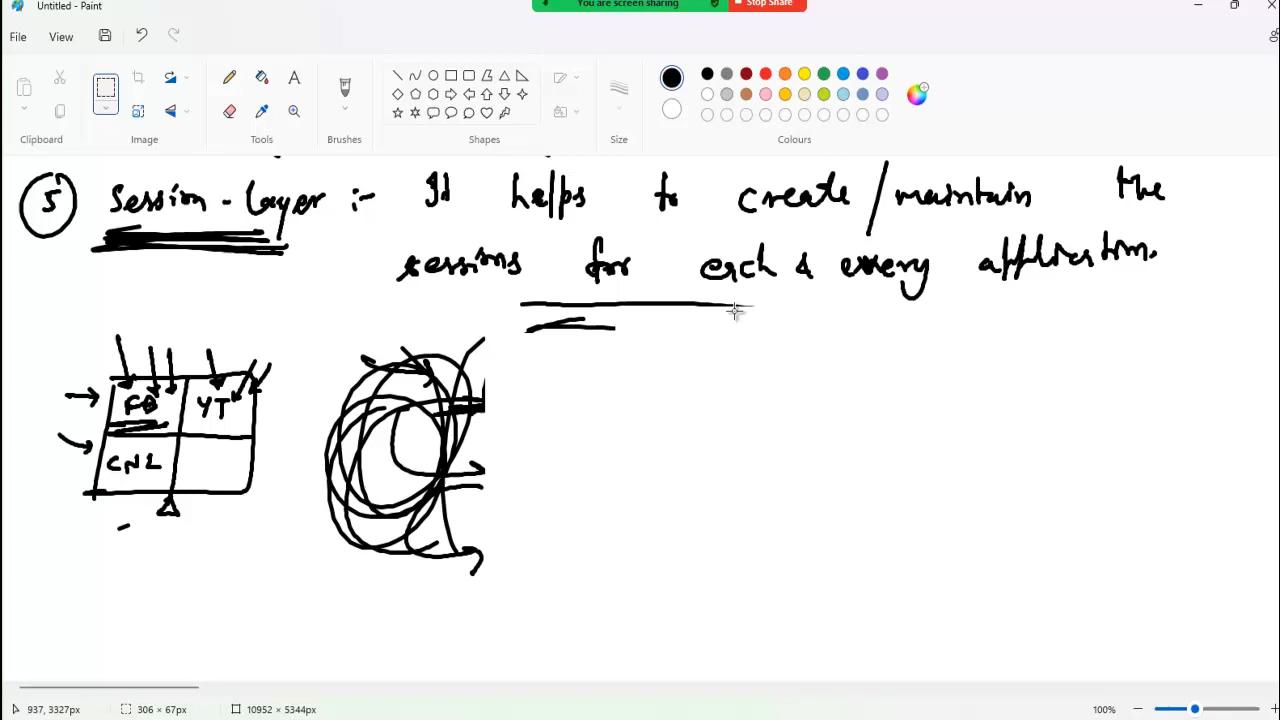 Untitled - Paint
You are screen sharing
Stop Share
File View
Clipboard Image Tools Brushes Shapes Size Colours
5 Session-Layer :- It helps to create/maintain the
sessions for each & every application.
FB YT
CNL
937, 3327px 306 × 67px 10952 × 5344px 100%